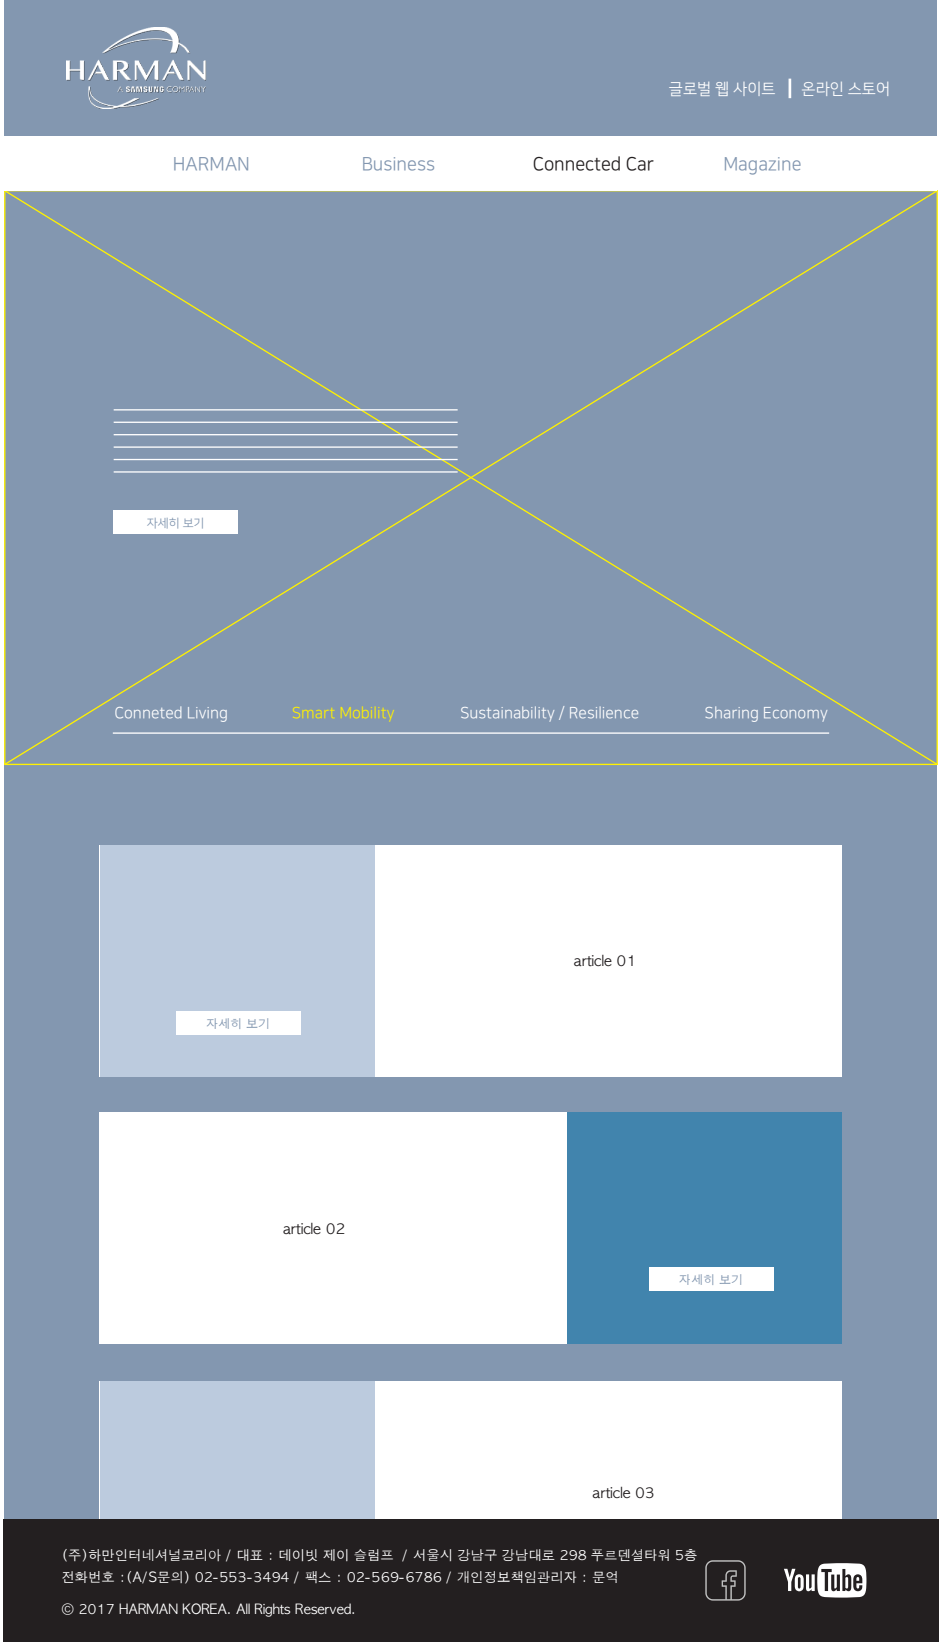 HARMAN
A SAMSUNG COMPANY
글로벌 웹 사이트 | 온라인 스토어
HARMAN Business Connected Car Magazine
자세히 보기
Conneted Living Smart Mobility Sustainability / Resilience Sharing Economy
article 01
자세히 보기
article 02
자세히 보기
article 03
(주)하만인터네셔널코리아 / 대표 : 데이빗 제이 슬럼프 / 서울시 강남구 강남대로 298 푸르덴셜타워 5층
전화번호 :(A/S문의) 02-553-3494 / 팩스 : 02-569-6786 / 개인정보책임관리자 : 문억
© 2017 HARMAN KOREA. All Rights Reserved.
YouTube